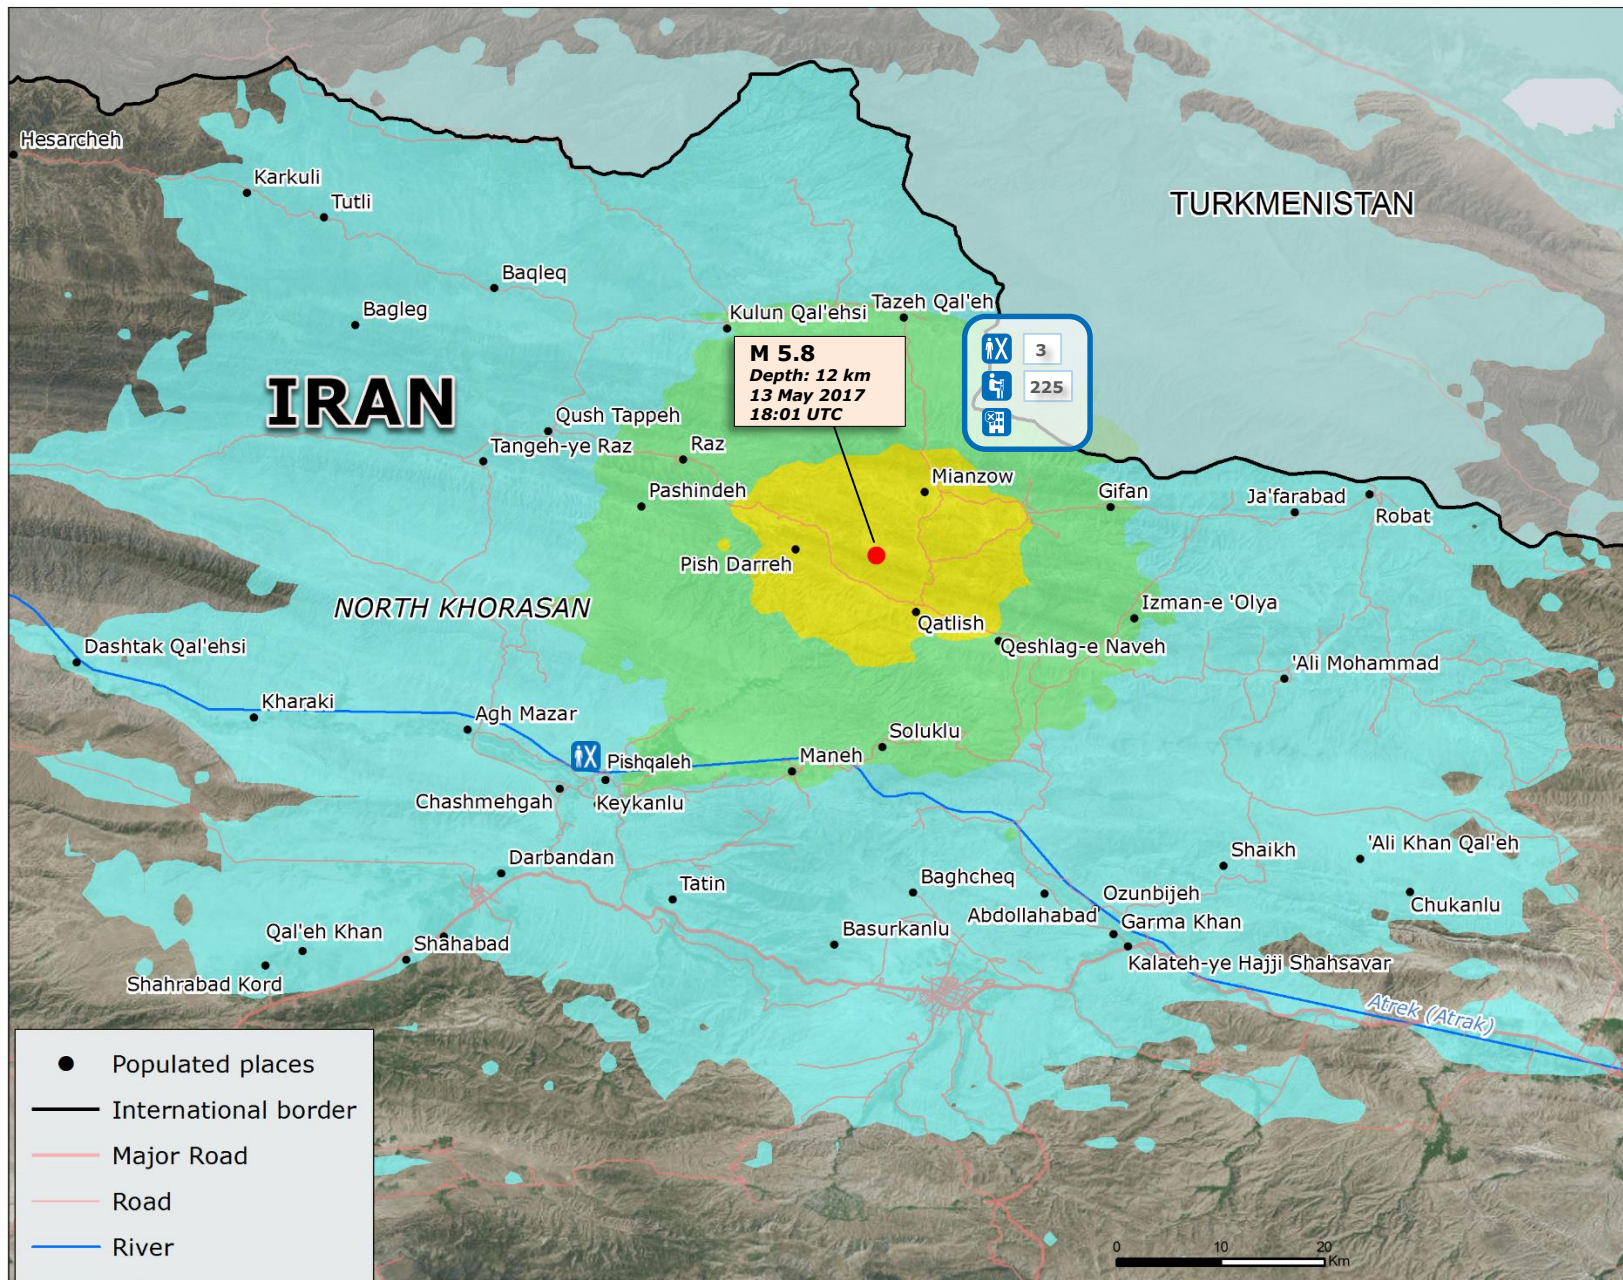 Hesarcheh
Karkuli
Tutli
TURKMENISTAN
Baqleq
Bagleg
Kulun Qal'ehsi
Tazeh Qal'eh
M 5.8
Depth: 12 km
13 May 2017
18:01 UTC
3
225
IRAN
Qush Tappeh
Tangeh-ye Raz
Raz
Pashindeh
Mianzow
Gifan
Ja'farabad
Robat
Pish Darreh
NORTH KHORASAN
Qatlish
Izman-e 'Olya
Qeshlag-e Naveh
Dashtak Qal'ehsi
'Ali Mohammad
Kharaki
Agh Mazar
Soluklu
Pishqaleh
Maneh
Chashmehgah
Keykanlu
Darbandan
Tatin
Baghcheq
Shaikh
'Ali Khan Qal'eh
Ozunbijeh
Chukanlu
Abdollahabad
Garma Khan
Basurkanlu
Qal'eh Khan
Shahabad
Kalateh-ye Hajji Shahsavar
Shahrabad Kord
Atrek (Atrak)
Populated places
International border
Major Road
Road
River
0 10 20
Km